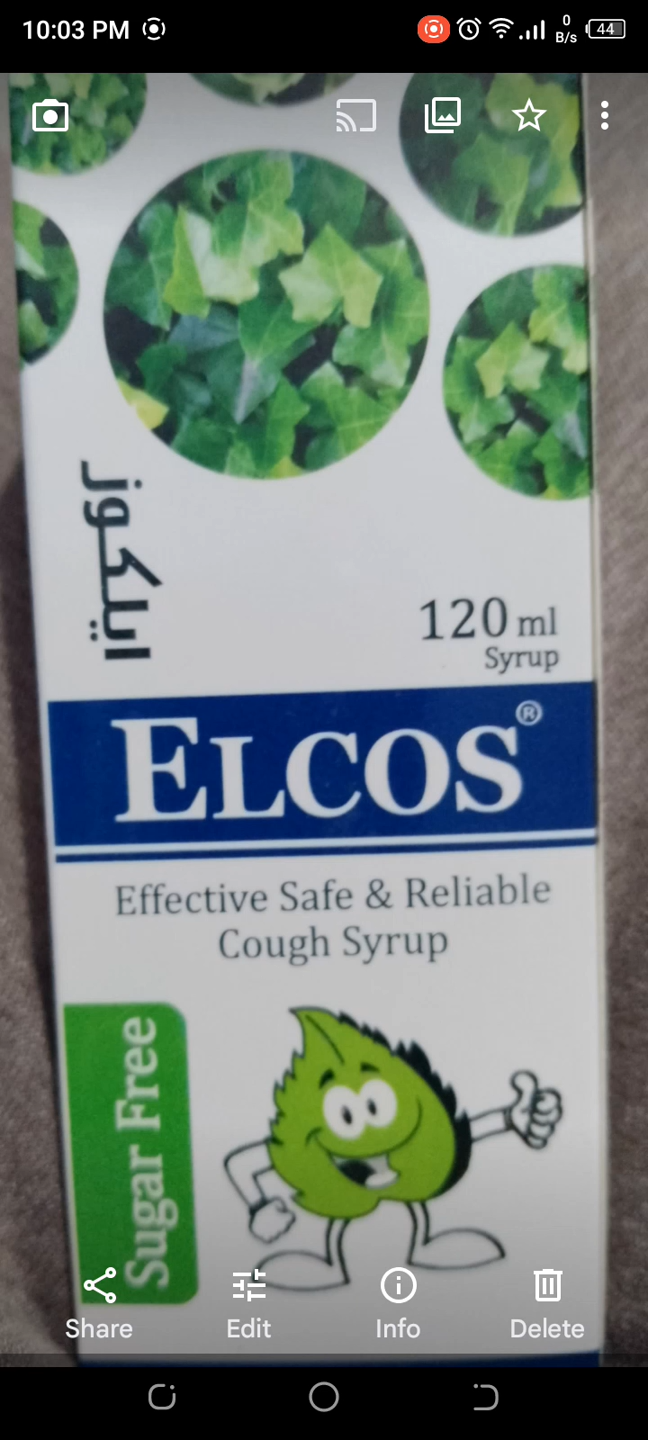 10:03 PM
0
B/s
44
ایلکوز
120 ml
Syrup
ELCOS®
Effective Safe & Reliable
Cough Syrup
Sugar Free
Share
Edit
Info
Delete